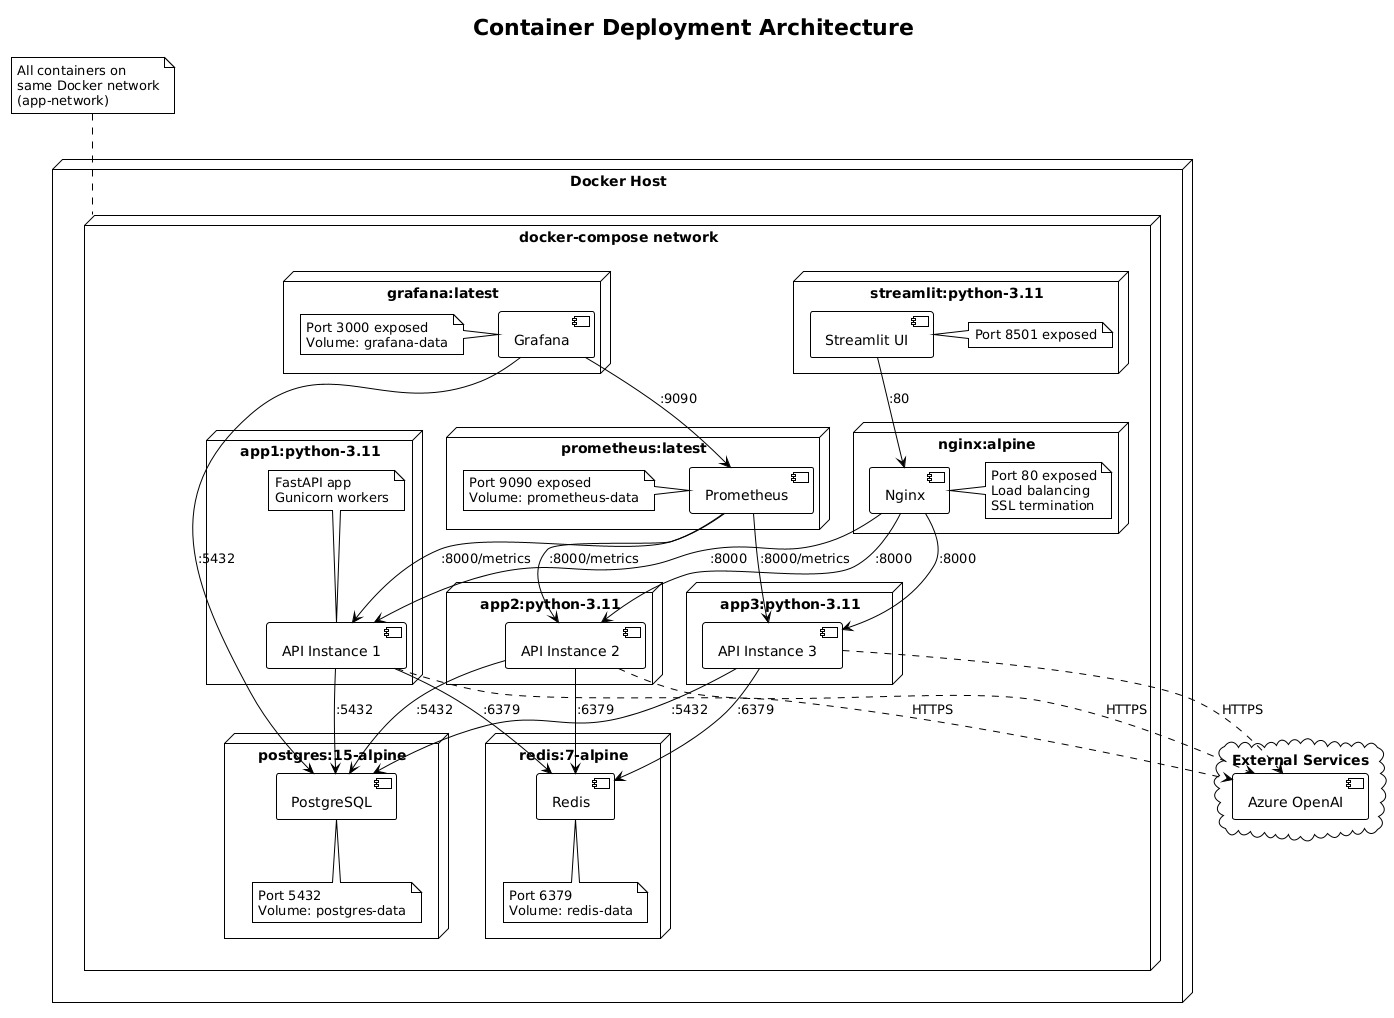 Container Deployment Architecture
All containers on
same Docker network
(app-network)
Docker Host
docker-compose network
grafana:latest
Port 3000 exposed
Volume: grafana-data
Grafana
streamlit:python-3.11
Streamlit UI
Port 8501 exposed
:9090
:80
app1:python-3.11
FastAPI app
Gunicorn workers
prometheus:latest
Port 9090 exposed
Volume: prometheus-data
Prometheus
nginx:alpine
Nginx
Port 80 exposed
Load balancing
SSL termination
:5432
:8000/metrics
:8000/metrics
:8000
:8000/metrics
:8000
:8000
API Instance 1
app2:python-3.11
API Instance 2
app3:python-3.11
API Instance 3
:5432
:5432
:6379
:6379
:5432
:6379
HTTPS
HTTPS
HTTPS
postgres:15-alpine
PostgreSQL
Port 5432
Volume: postgres-data
redis:7-alpine
Redis
Port 6379
Volume: redis-data
External Services
Azure OpenAI